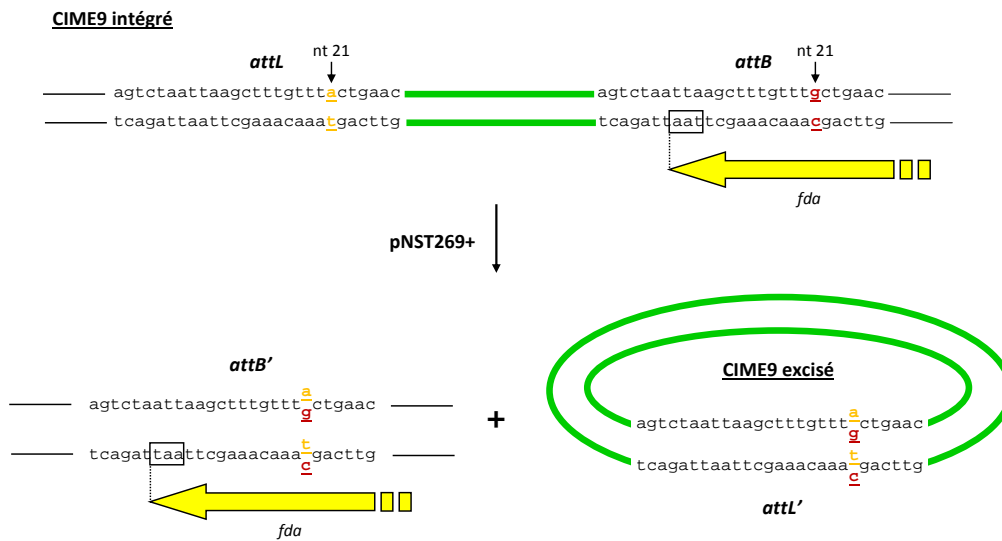 CIME9 intégré
attL
nt 21
attB
nt 21
agtctaattaagctttgtttactgaac
agtctaattaagctttgtttgctgaac
tcagattaattcgaaacaaatgacttg
tcagattaattcgaaacaaacgacttg
fda
pNST269+
attB’
a
agtctaattaagctttgttt ctgaac
g
t
tcagattaattcgaaacaaa gacttg
c
fda
+
CIME9 excisé
a
agtctaattaagctttgttt ctgaac
g
t
tcagattaattcgaaacaaa gacttg
c
attL’